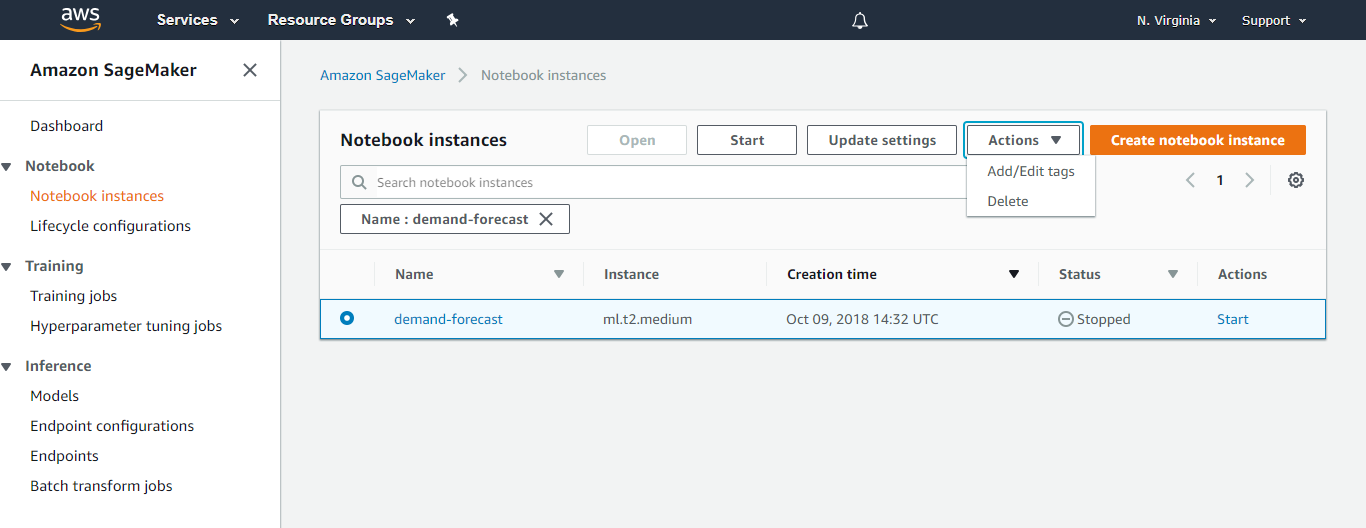 aws Services Resource Groups N. Virginia Support
Amazon SageMaker
Dashboard
Notebook
Notebook instances
Lifecycle configurations
Training
Training jobs
Hyperparameter tuning jobs
Inference
Models
Endpoint configurations
Endpoints
Batch transform jobs
Amazon SageMaker > Notebook instances
Notebook instances Open Start Update settings Actions Create notebook instance
Add/Edit tags
Delete
Search notebook instances 1
Name : demand-forecast
Name Instance Creation time Status Actions
demand-forecast ml.t2.medium Oct 09, 2018 14:32 UTC Stopped Start